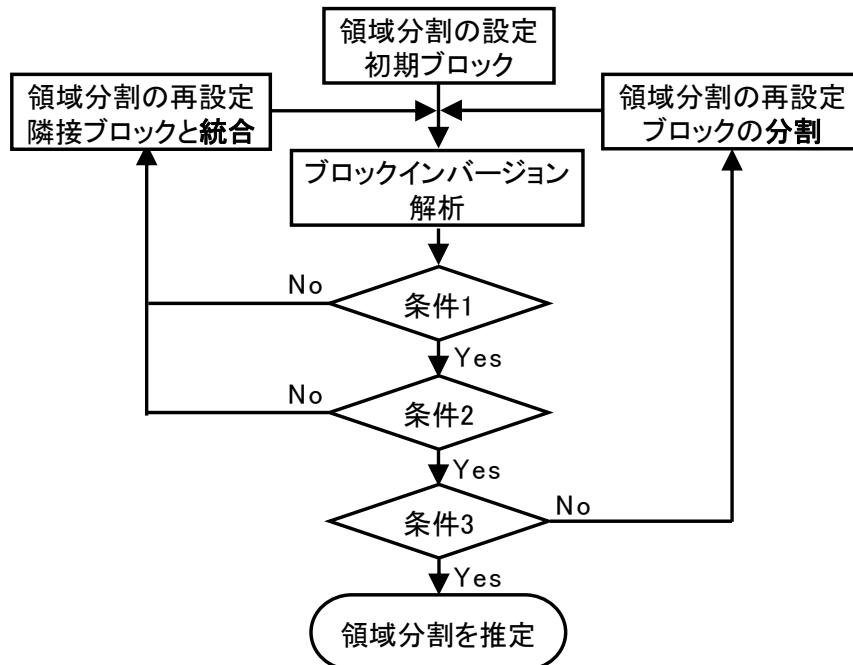 領域分割の設定
初期ブロック
領域分割の再設定
隣接ブロックと統合
領域分割の再設定
ブロックの分割
ブロックインバージョン
解析
No
条件1
Yes
No
条件2
Yes
条件3
No
Yes
領域分割を推定